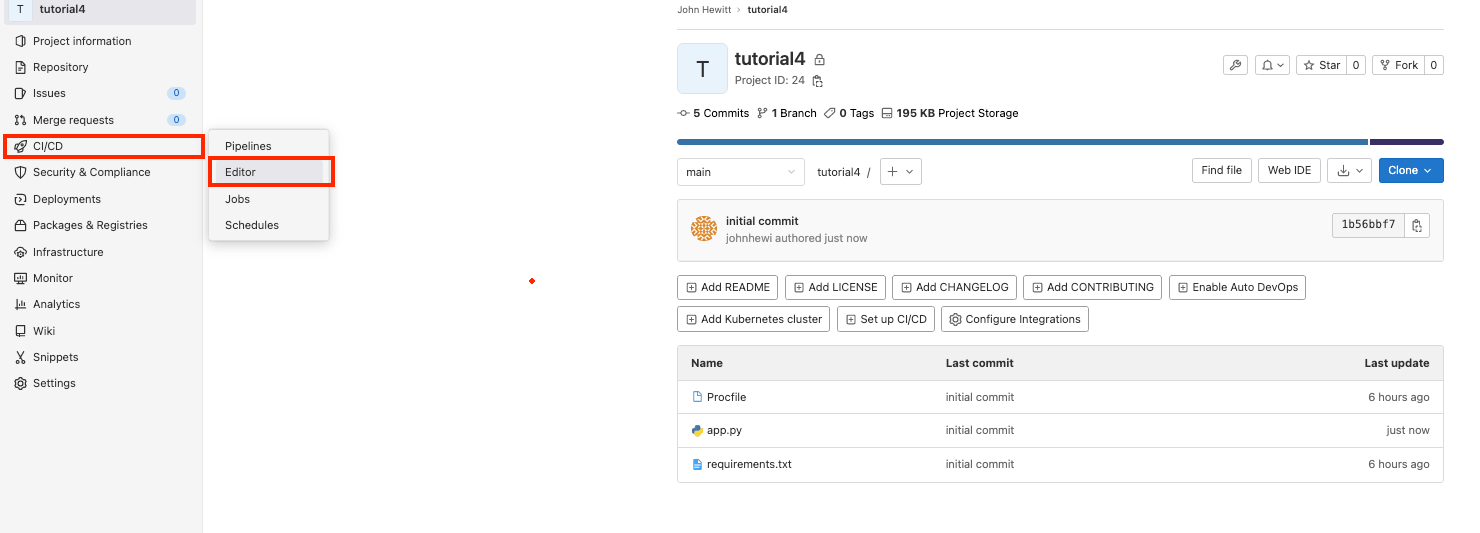 T tutorial4
Project information
Repository
Issues 0
Merge requests 0
CI/CD
Security & Compliance
Deployments
Packages & Registries
Infrastructure
Monitor
Analytics
Wiki
Snippets
Settings
Pipelines
Editor
Jobs
Schedules
John Hewitt › tutorial4
T
tutorial4
Project ID: 24
Star 0 Fork 0
5 Commits 1 Branch 0 Tags 195 KB Project Storage
main tutorial4 / + Find file Web IDE Clone
initial commit
johnhewi authored just now
1b56bbf7
Add README Add LICENSE Add CHANGELOG Add CONTRIBUTING Enable Auto DevOps
Add Kubernetes cluster Set up CI/CD Configure Integrations
Name Last commit Last update
Procfile initial commit 6 hours ago
app.py initial commit just now
requirements.txt initial commit 6 hours ago